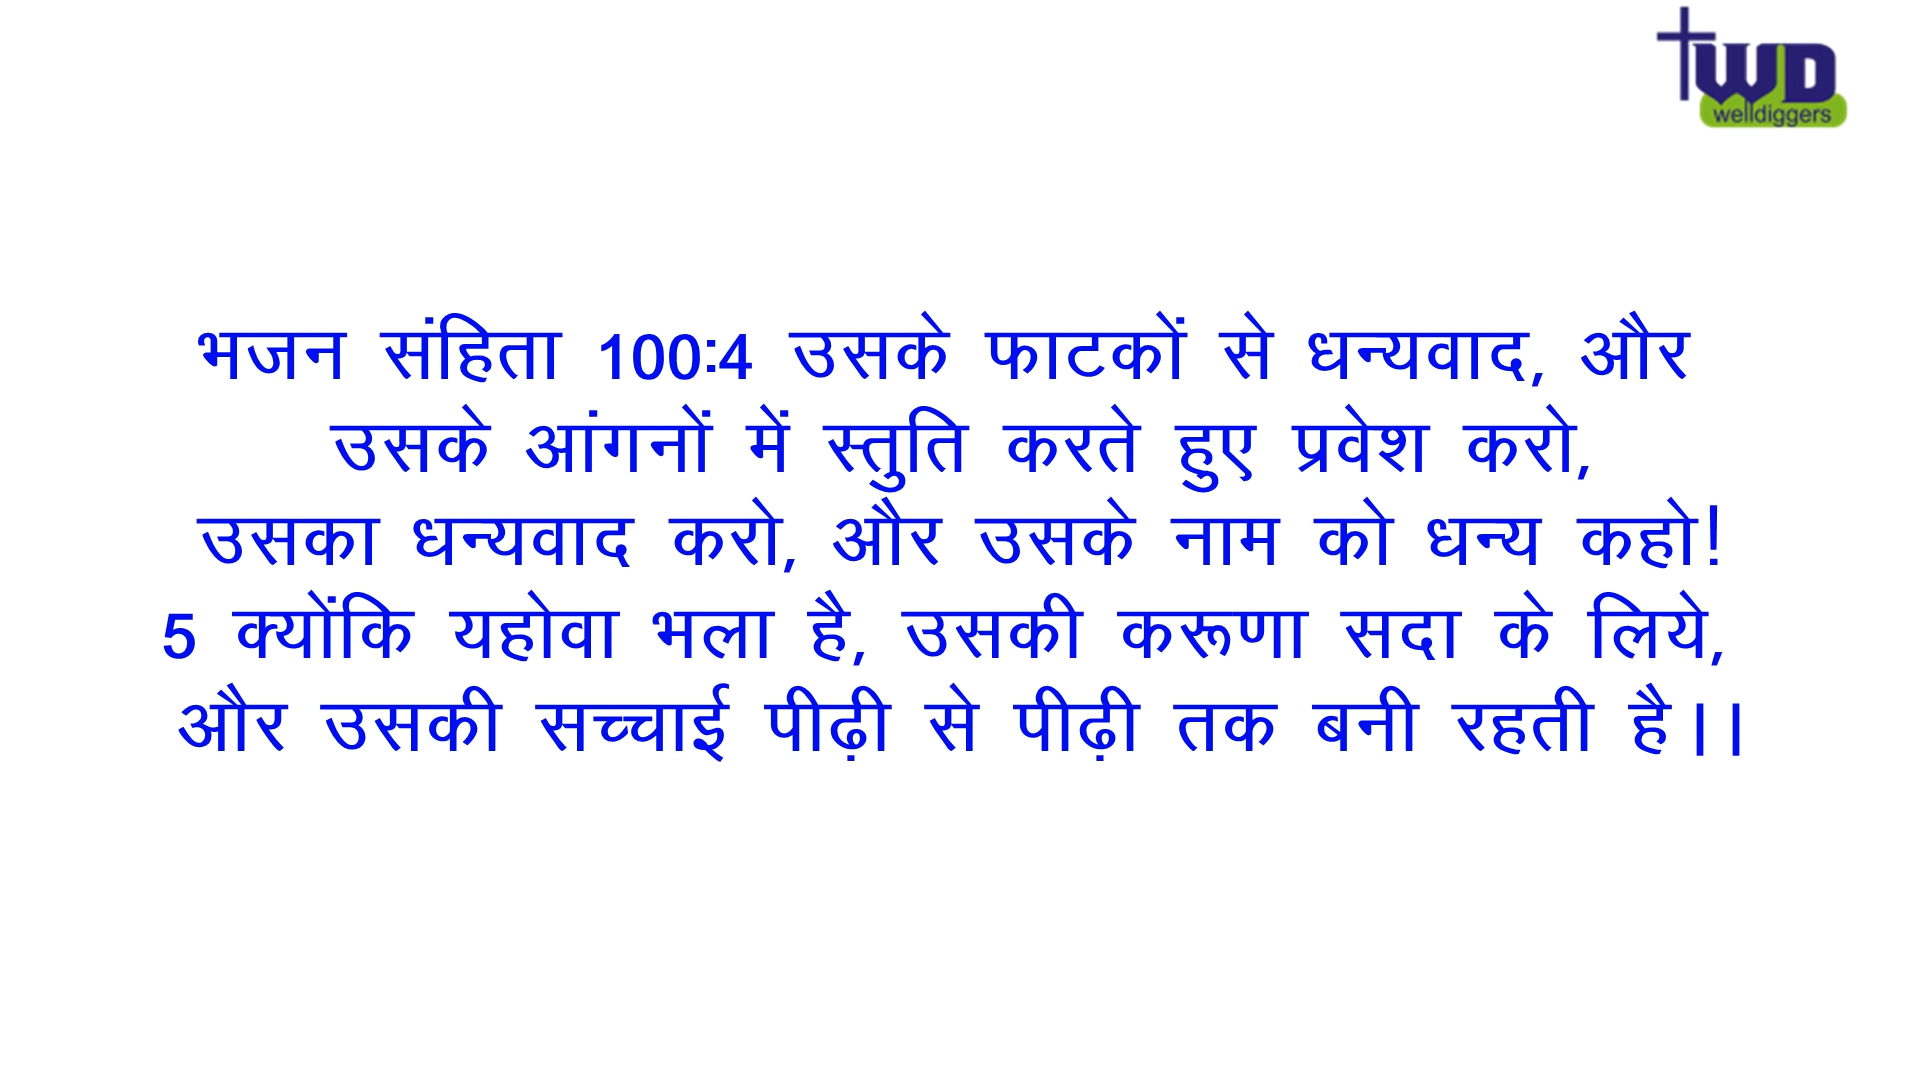 WD
welldiggers
भजन संहिता 100:4 उसके फाटकों से धन्यवाद, और
उसके आंगनों में स्तुति करते हुए प्रवेश करो,
उसका धन्यवाद करो, और उसके नाम को धन्य कहो!
5 क्योंकि यहोवा भला है, उसकी करूणा सदा के लिये,
और उसकी सच्चाई पीढ़ी से पीढ़ी तक बनी रहती है।।